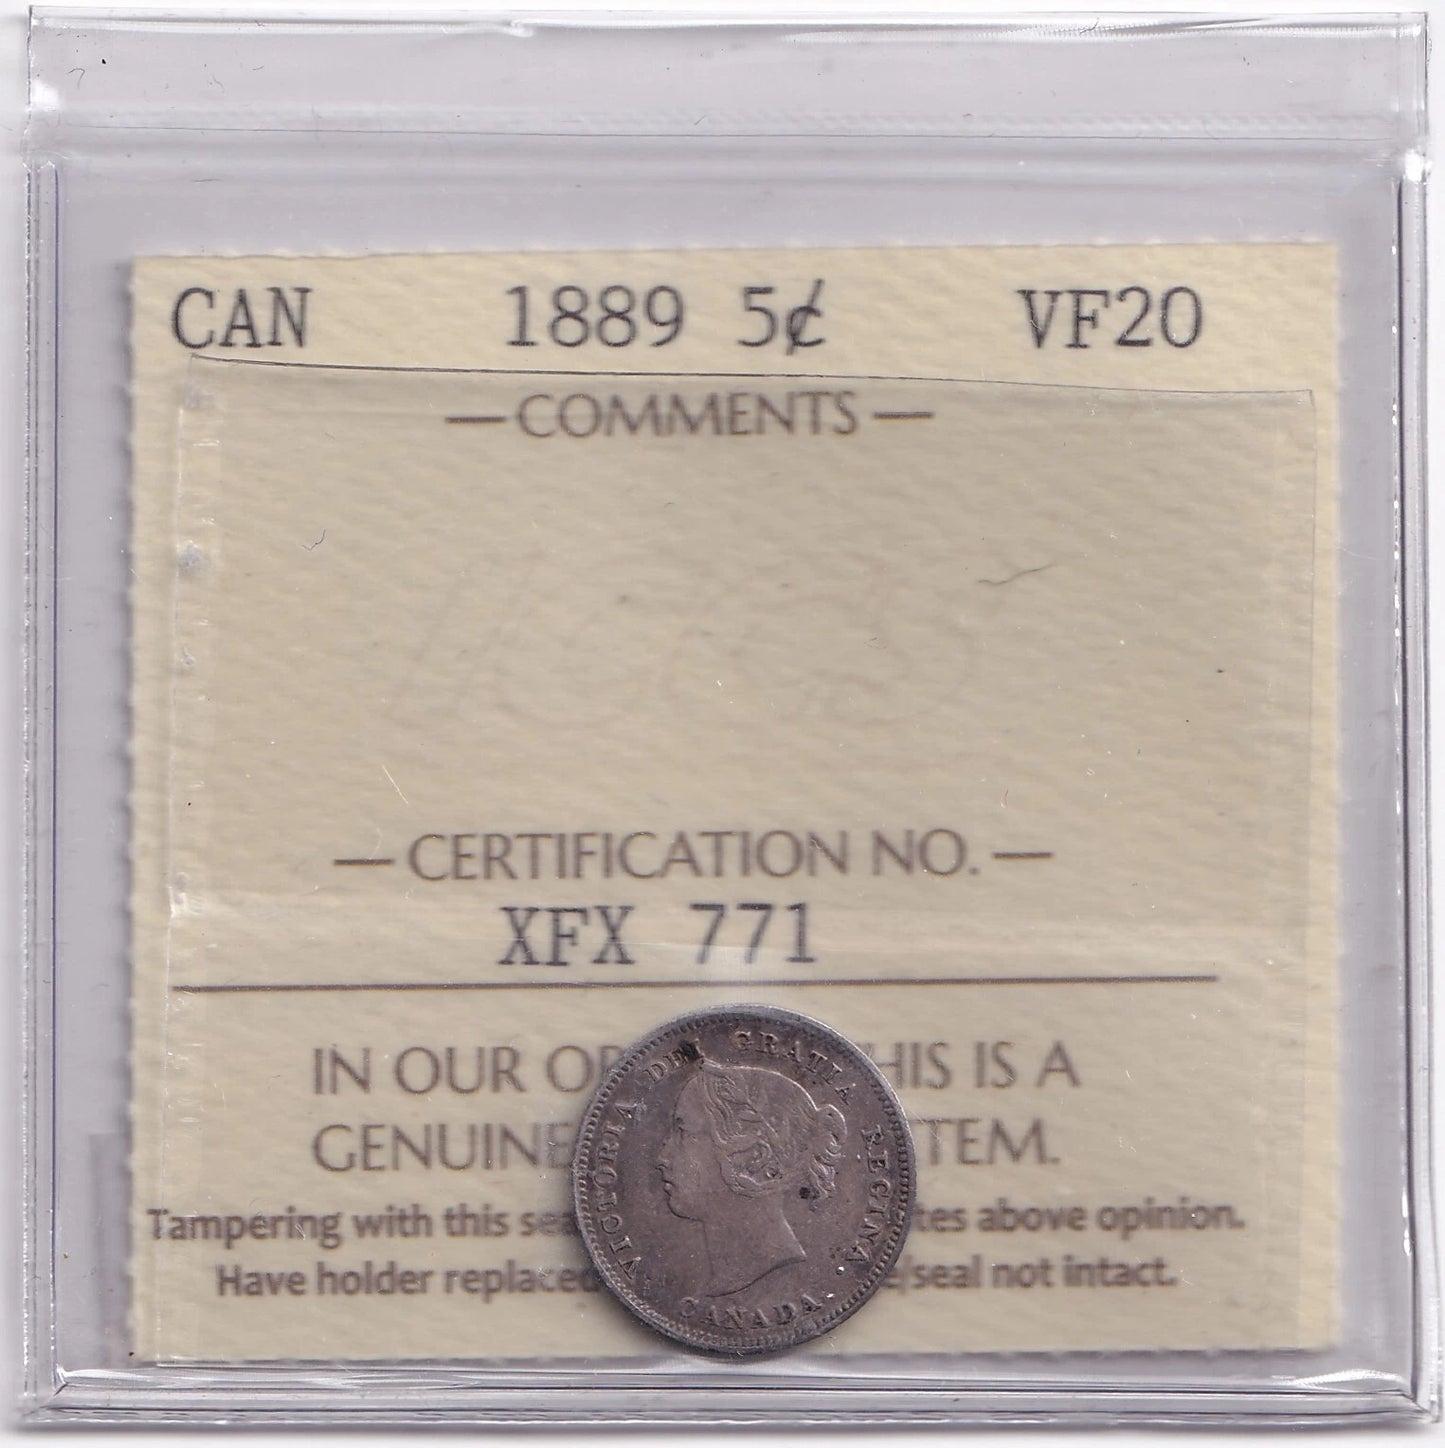 CAN 1889 5¢ VF20
— COMMENTS —
— CERTIFICATION NO. —
XFX 771
IN OUR OP HIS IS A
GENUINE TEM.
Tampering with this sea tes above opinion.
Have holder replaced e/seal not intact.
VICTORIA DEI GRATIA REGINA.
CANADA